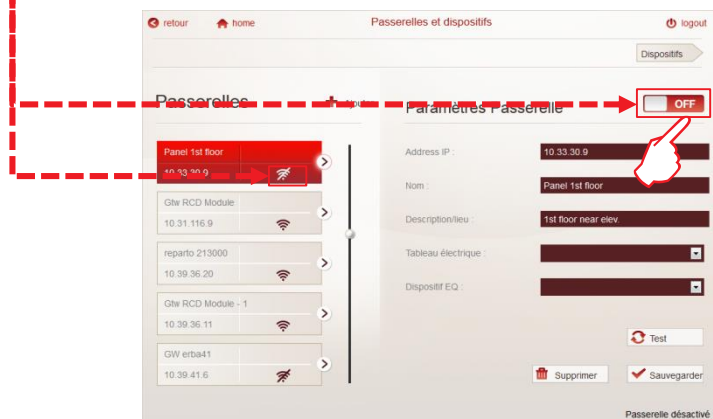 retour home Passerelles et dispositifs logout
Dispositifs
Passerelles Ajouter Paramètres Passerelle OFF
Panel 1st floor
10.33.30.9
Gtw RCD Module
10.31.116.9
reparto 213000
10.39.36.20
Gtw RCD Module - 1
10.39.36.11
GW erba41
10.39.41.6
Address IP : 10.33.30.9
Nom : Panel 1st floor
Description/lieu : 1st floor near elev.
Tableau électrique :
Dispositif EQ :
Test
Supprimer Sauvegarder
Passerelle désactivé